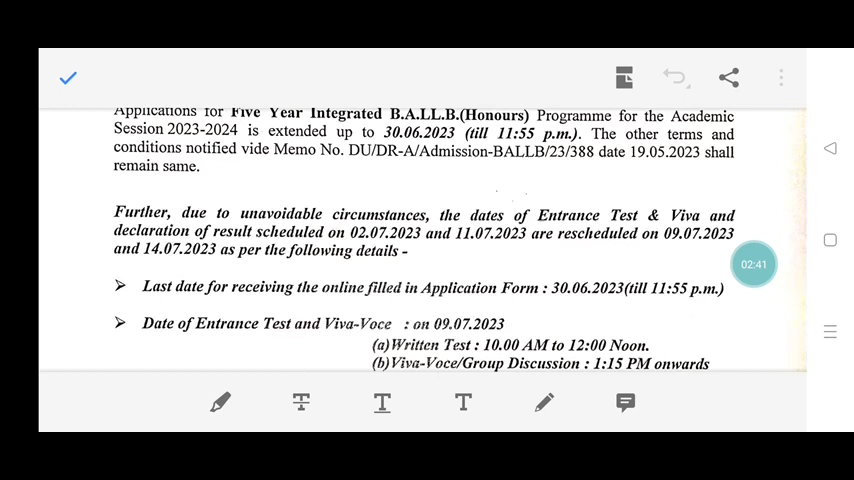 Applications for Five Year Integrated B.A.LL.B.(Honours) Programme for the Academic
Session 2023-2024 is extended up to 30.06.2023 (till 11:55 p.m.). The other terms and
conditions notified vide Memo No. DU/DR-A/Admission-BALLB/23/388 date 19.05.2023 shall
remain same.
Further, due to unavoidable circumstances, the dates of Entrance Test & Viva and
declaration of result scheduled on 02.07.2023 and 11.07.2023 are rescheduled on 09.07.2023
and 14.07.2023 as per the following details -
02:41
➢ Last date for receiving the online filled in Application Form : 30.06.2023(till 11:55 p.m.)
➢ Date of Entrance Test and Viva-Voce : on 09.07.2023
(a)Written Test : 10.00 AM to 12:00 Noon.
(b)Viva-Voce/Group Discussion : 1:15 PM onwards